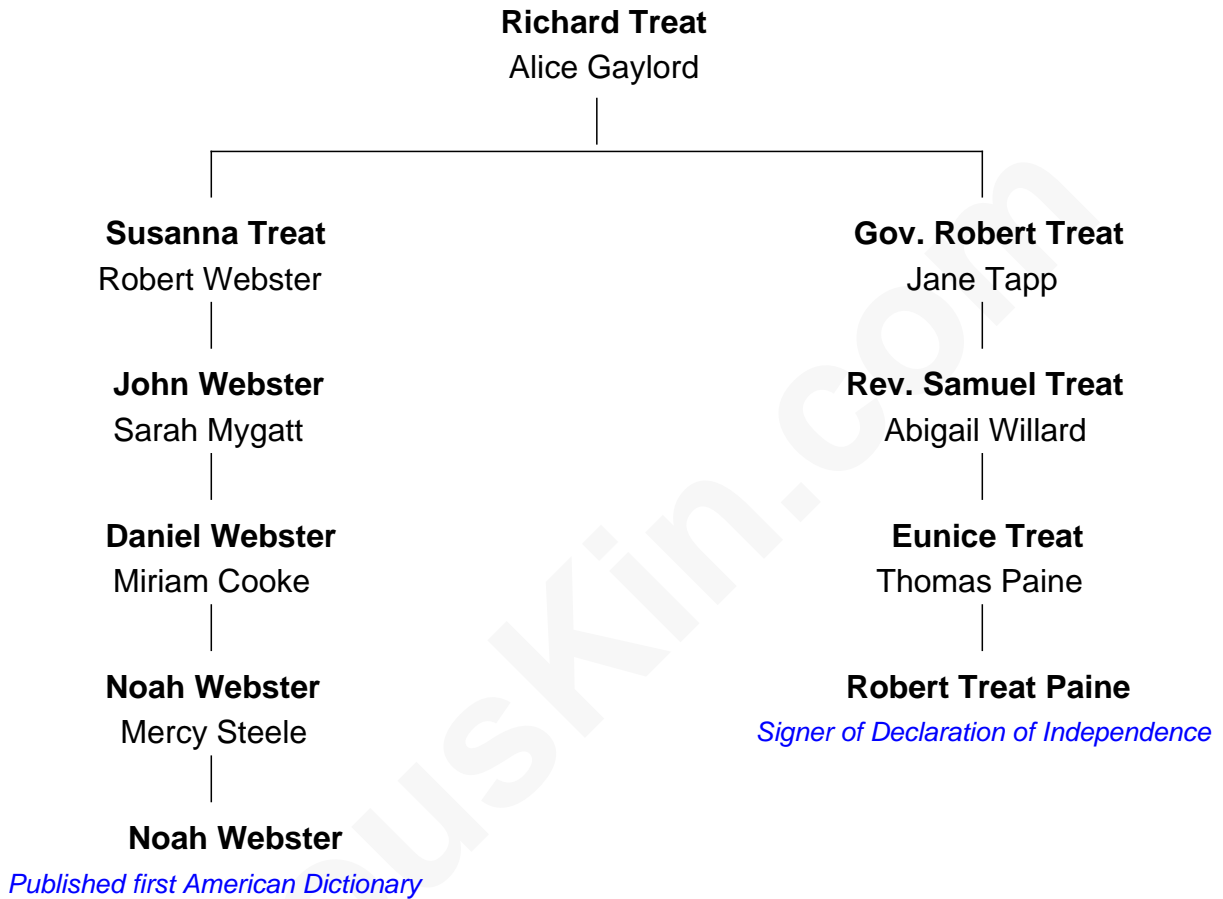 Richard Treat
Alice Gaylord
Susanna Treat
Robert Webster
Gov. Robert Treat
Jane Tapp
John Webster
Sarah Mygatt
Rev. Samuel Treat
Abigail Willard
Daniel Webster
Miriam Cooke
Eunice Treat
Thomas Paine
Noah Webster
Mercy Steele
Robert Treat Paine
Signer of Declaration of Independence
Noah Webster
Published first American Dictionary
ousKin.com